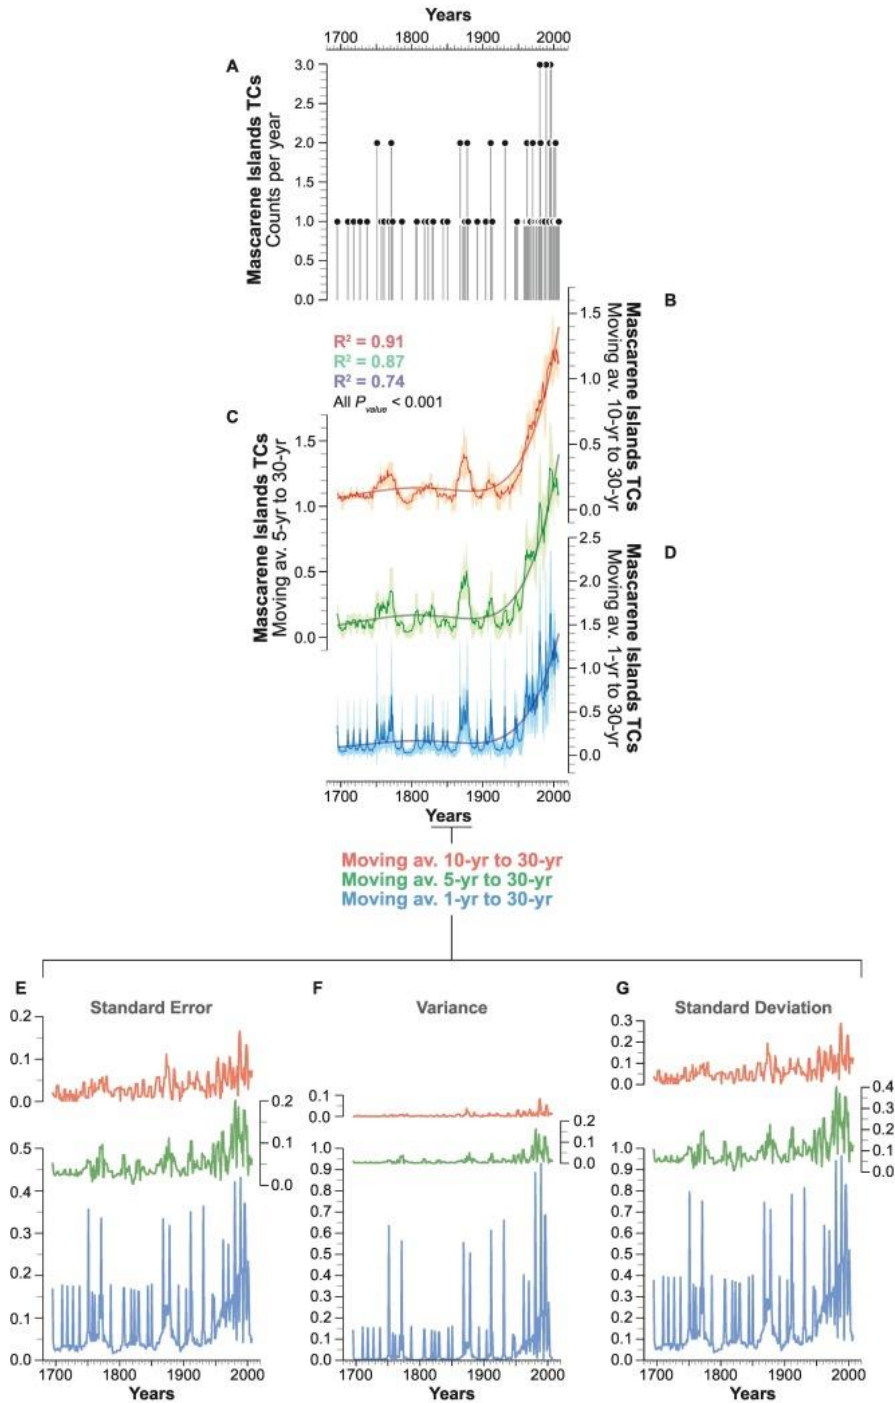 Years
1700 1800 1900 2000
A
Mascarene Islands TCs
Counts per year
3.0
2.5
2.0
1.5
1.0
0.5
0.0
B
Mascarene Islands TCs
Moving av. 10-yr to 30-yr
1.5
1.0
0.5
0.0
R² = 0.91
R² = 0.87
R² = 0.74
All P value < 0.001
C
Mascarene Islands TCs
Moving av. 5-yr to 30-yr
1.5
1.0
0.5
0.0
D
Mascarene Islands TCs
Moving av. 1-yr to 30-yr
2.5
2.0
1.5
1.0
0.5
0.0
1700 1800 1900 2000
Years
Moving av. 10-yr to 30-yr
Moving av. 5-yr to 30-yr
Moving av. 1-yr to 30-yr
E
Standard Error
0.2
0.1
0.0
0.2
0.1
0.0
0.5
0.4
0.3
0.2
0.1
0.0
1700 1800 1900 2000
Years
F
Variance
0.1
0.0
0.2
0.1
0.0
1.0
0.9
0.8
0.7
0.6
0.5
0.4
0.3
0.2
0.1
0.0
1700 1800 1900 2000
Years
G
Standard Deviation
0.3
0.2
0.1
0.0
0.4
0.3
0.2
0.1
0.0
1.0
0.9
0.8
0.7
0.6
0.5
0.4
0.3
0.2
0.1
0.0
1700 1800 1900 2000
Years